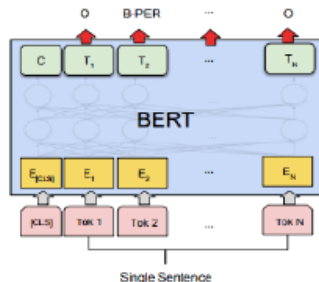 O B-PER ... O
C T1 T2 ... TN
BERT
E[CLS] E1 E2 ... EN
[CLS] Tok 1 Tok 2 ... Tok N
Single Sentence